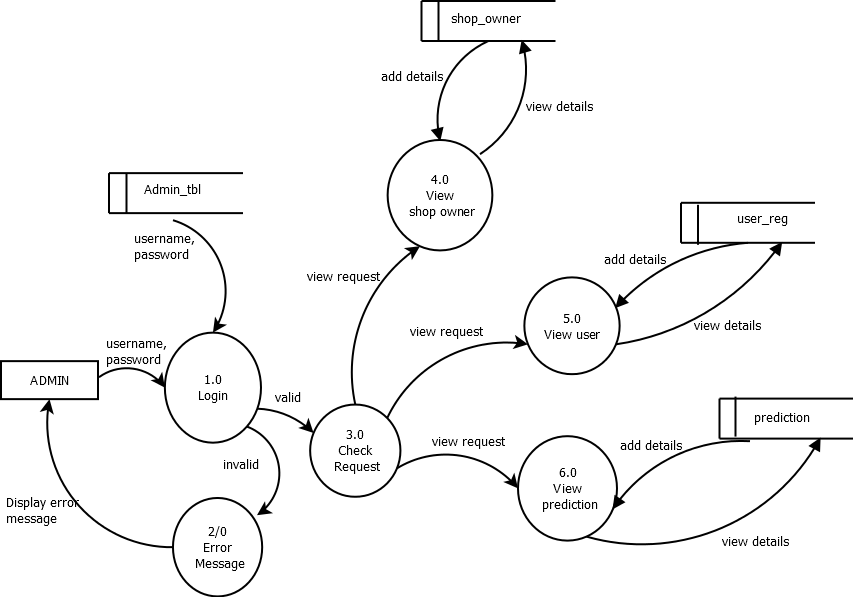 shop_owner
add details
view details
4.0
View
shop owner
Admin_tbl
username,
password
user_reg
add details
view request
5.0
View user
view details
view request
username,
password
ADMIN
1.0
Login
valid
prediction
3.0
Check
Request
view request
add details
invalid
6.0
View
prediction
Display error
message
2/0
Error
Message
view details